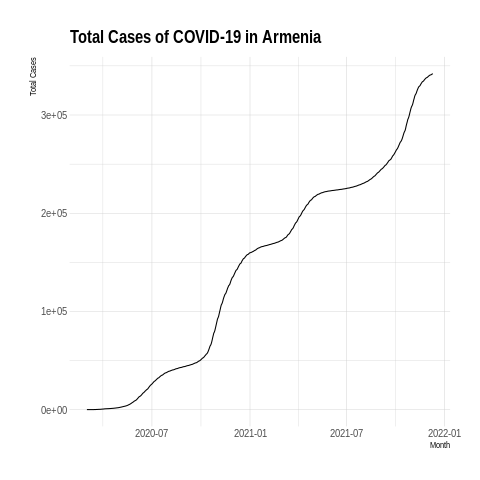 Total Cases of COVID-19 in Armenia
Total Cases
3e+05
2e+05
1e+05
0e+00
2020-07 2021-01 2021-07 2022-01
Month